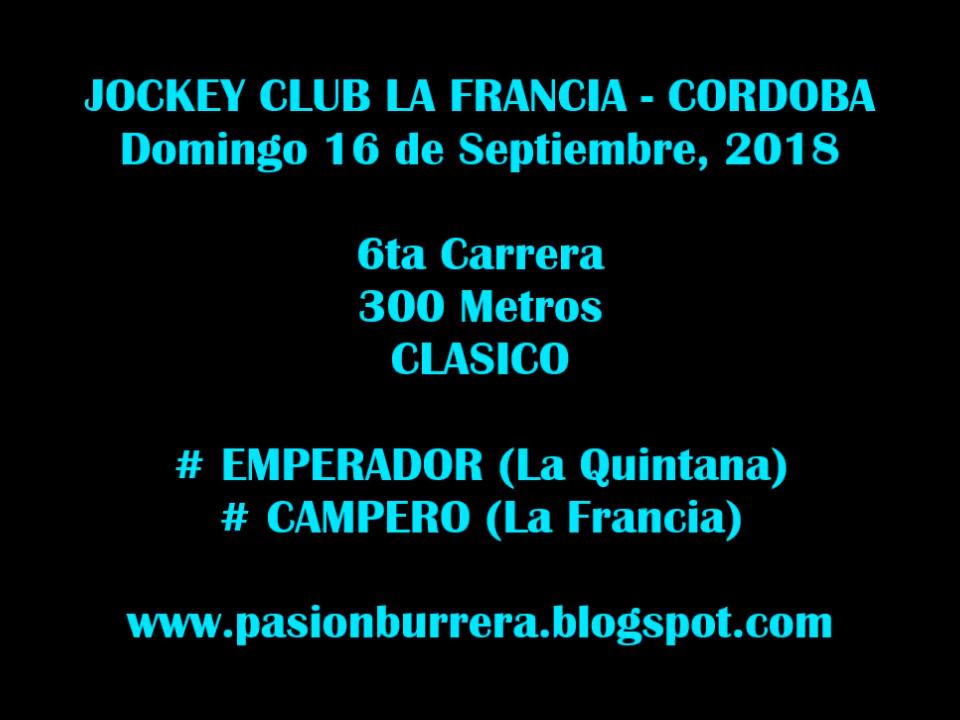 JOCKEY CLUB LA FRANCIA - CORDOBA
Domingo 16 de Septiembre, 2018
6ta Carrera
300 Metros
CLASICO
# EMPERADOR (La Quintana)
# CAMPERO (La Francia)
www.pasionburrera.blogspot.com